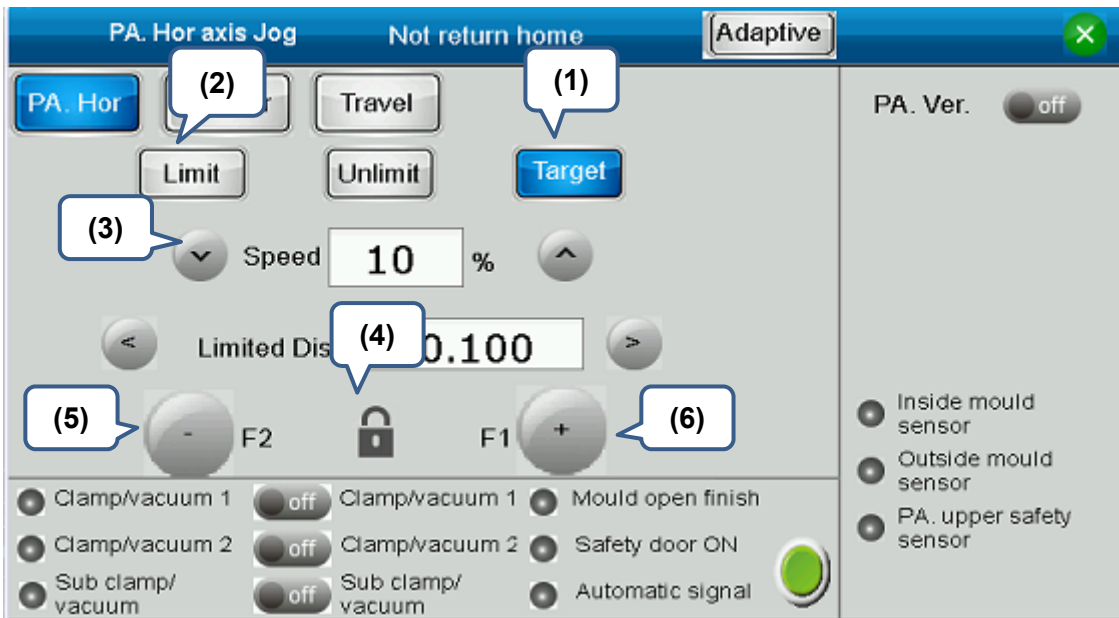 PA. Hor axis Jog Not return home Adaptive
(2) (1)
PA. Hor Travel PA. Ver. off
Limit Unlimit Target
(3)
Speed 10 %
(4)
< Limited Dis 0.100 >
(5) (6)
- F2 F1 +
Inside mould
sensor
Outside mould
sensor
PA. upper safety
sensor
Clamp/vacuum 1 off Clamp/vacuum 1 Mould open finish
Clamp/vacuum 2 off Clamp/vacuum 2 Safety door ON
Sub clamp/
vacuum off Sub clamp/
vacuum Automatic signal